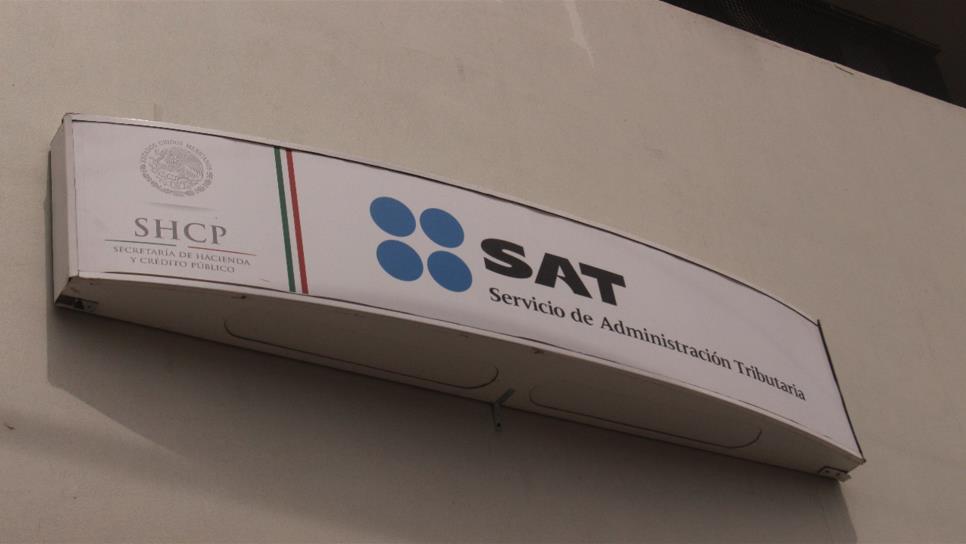 ESTADOS UNIDOS MEXICANOS
SHCP
SECRETARÍA DE HACIENDA
Y CRÉDITO PÚBLICO
SAT
Servicio de Administración Tributaria